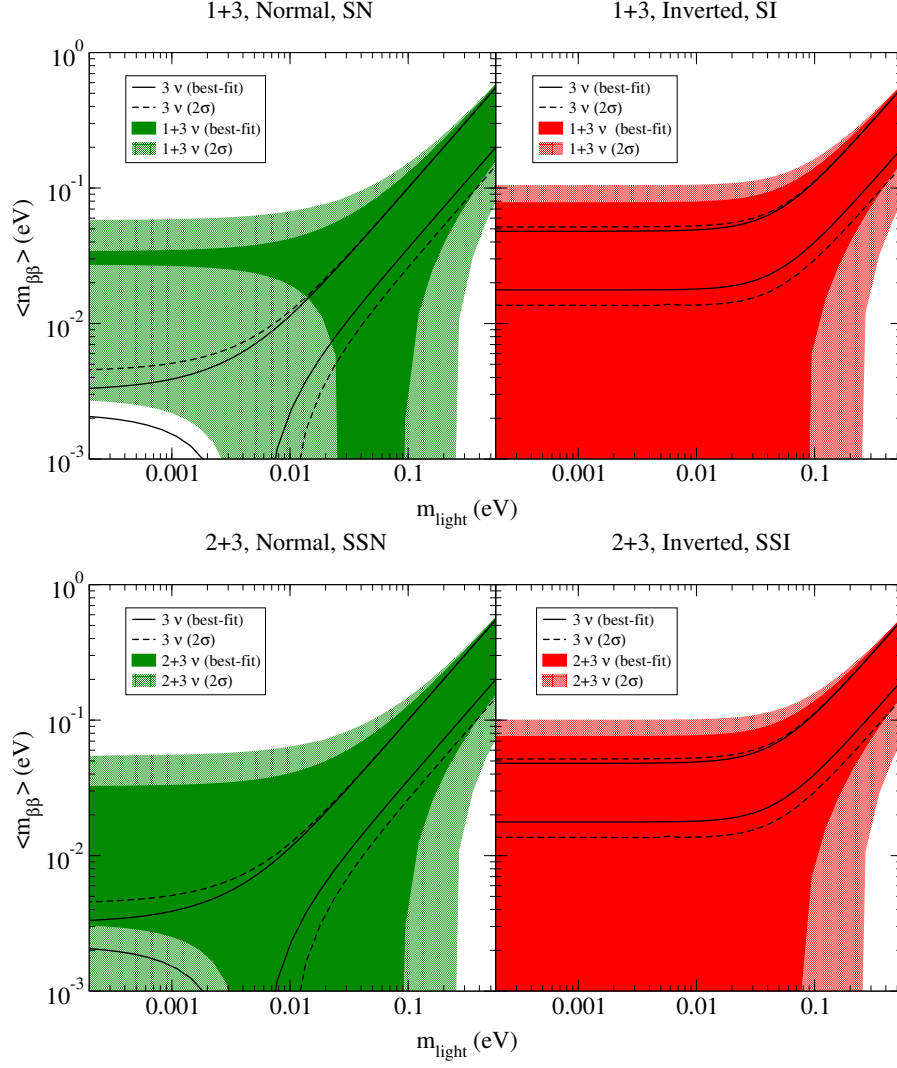 1+3, Normal, SN
1+3, Inverted, SI
10^0
10^-1
10^-2
10^-3
<m_ββ> (eV)
3 ν (best-fit)
3 ν (2σ)
1+3 ν (best-fit)
1+3 ν (2σ)
3 ν (best-fit)
3 ν (2σ)
1+3 ν (best-fit)
1+3 ν (2σ)
0.001 0.01 0.1
0.001 0.01 0.1
m_light (eV)
m_light (eV)
2+3, Normal, SSN
2+3, Inverted, SSI
10^0
10^-1
10^-2
10^-3
<m_ββ> (eV)
3 ν (best-fit)
3 ν (2σ)
2+3 ν (best-fit)
2+3 ν (2σ)
3 ν (best-fit)
3 ν (2σ)
2+3 ν (best-fit)
2+3 ν (2σ)
0.001 0.01 0.1
0.001 0.01 0.1
m_light (eV)
m_light (eV)